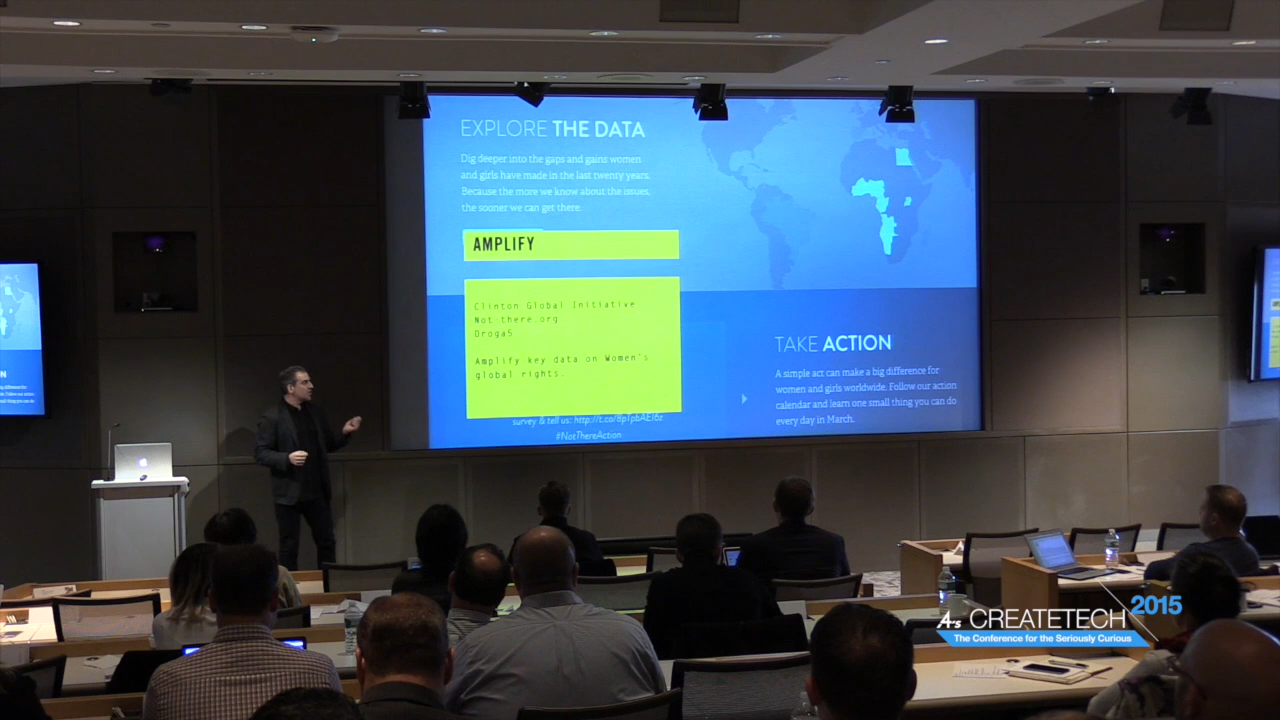 EXPLORE THE DATA
Dig deeper into the gaps and gains women
and girls have made in the last twenty years.
Because the more we know about the issues,
the sooner we can get there.
AMPLIFY
Clinton Global Initiative
Not-there.org
Droga5
Amplify key data on Women's
global rights.
survey & tell us:
#NotThereAction
TAKE ACTION
A simple act can make a big difference for
women and girls worldwide. Follow our action
calendar and learn one small thing you can do
every day in March.
4A's CREATETECH 2015
The Conference for the Seriously Curious